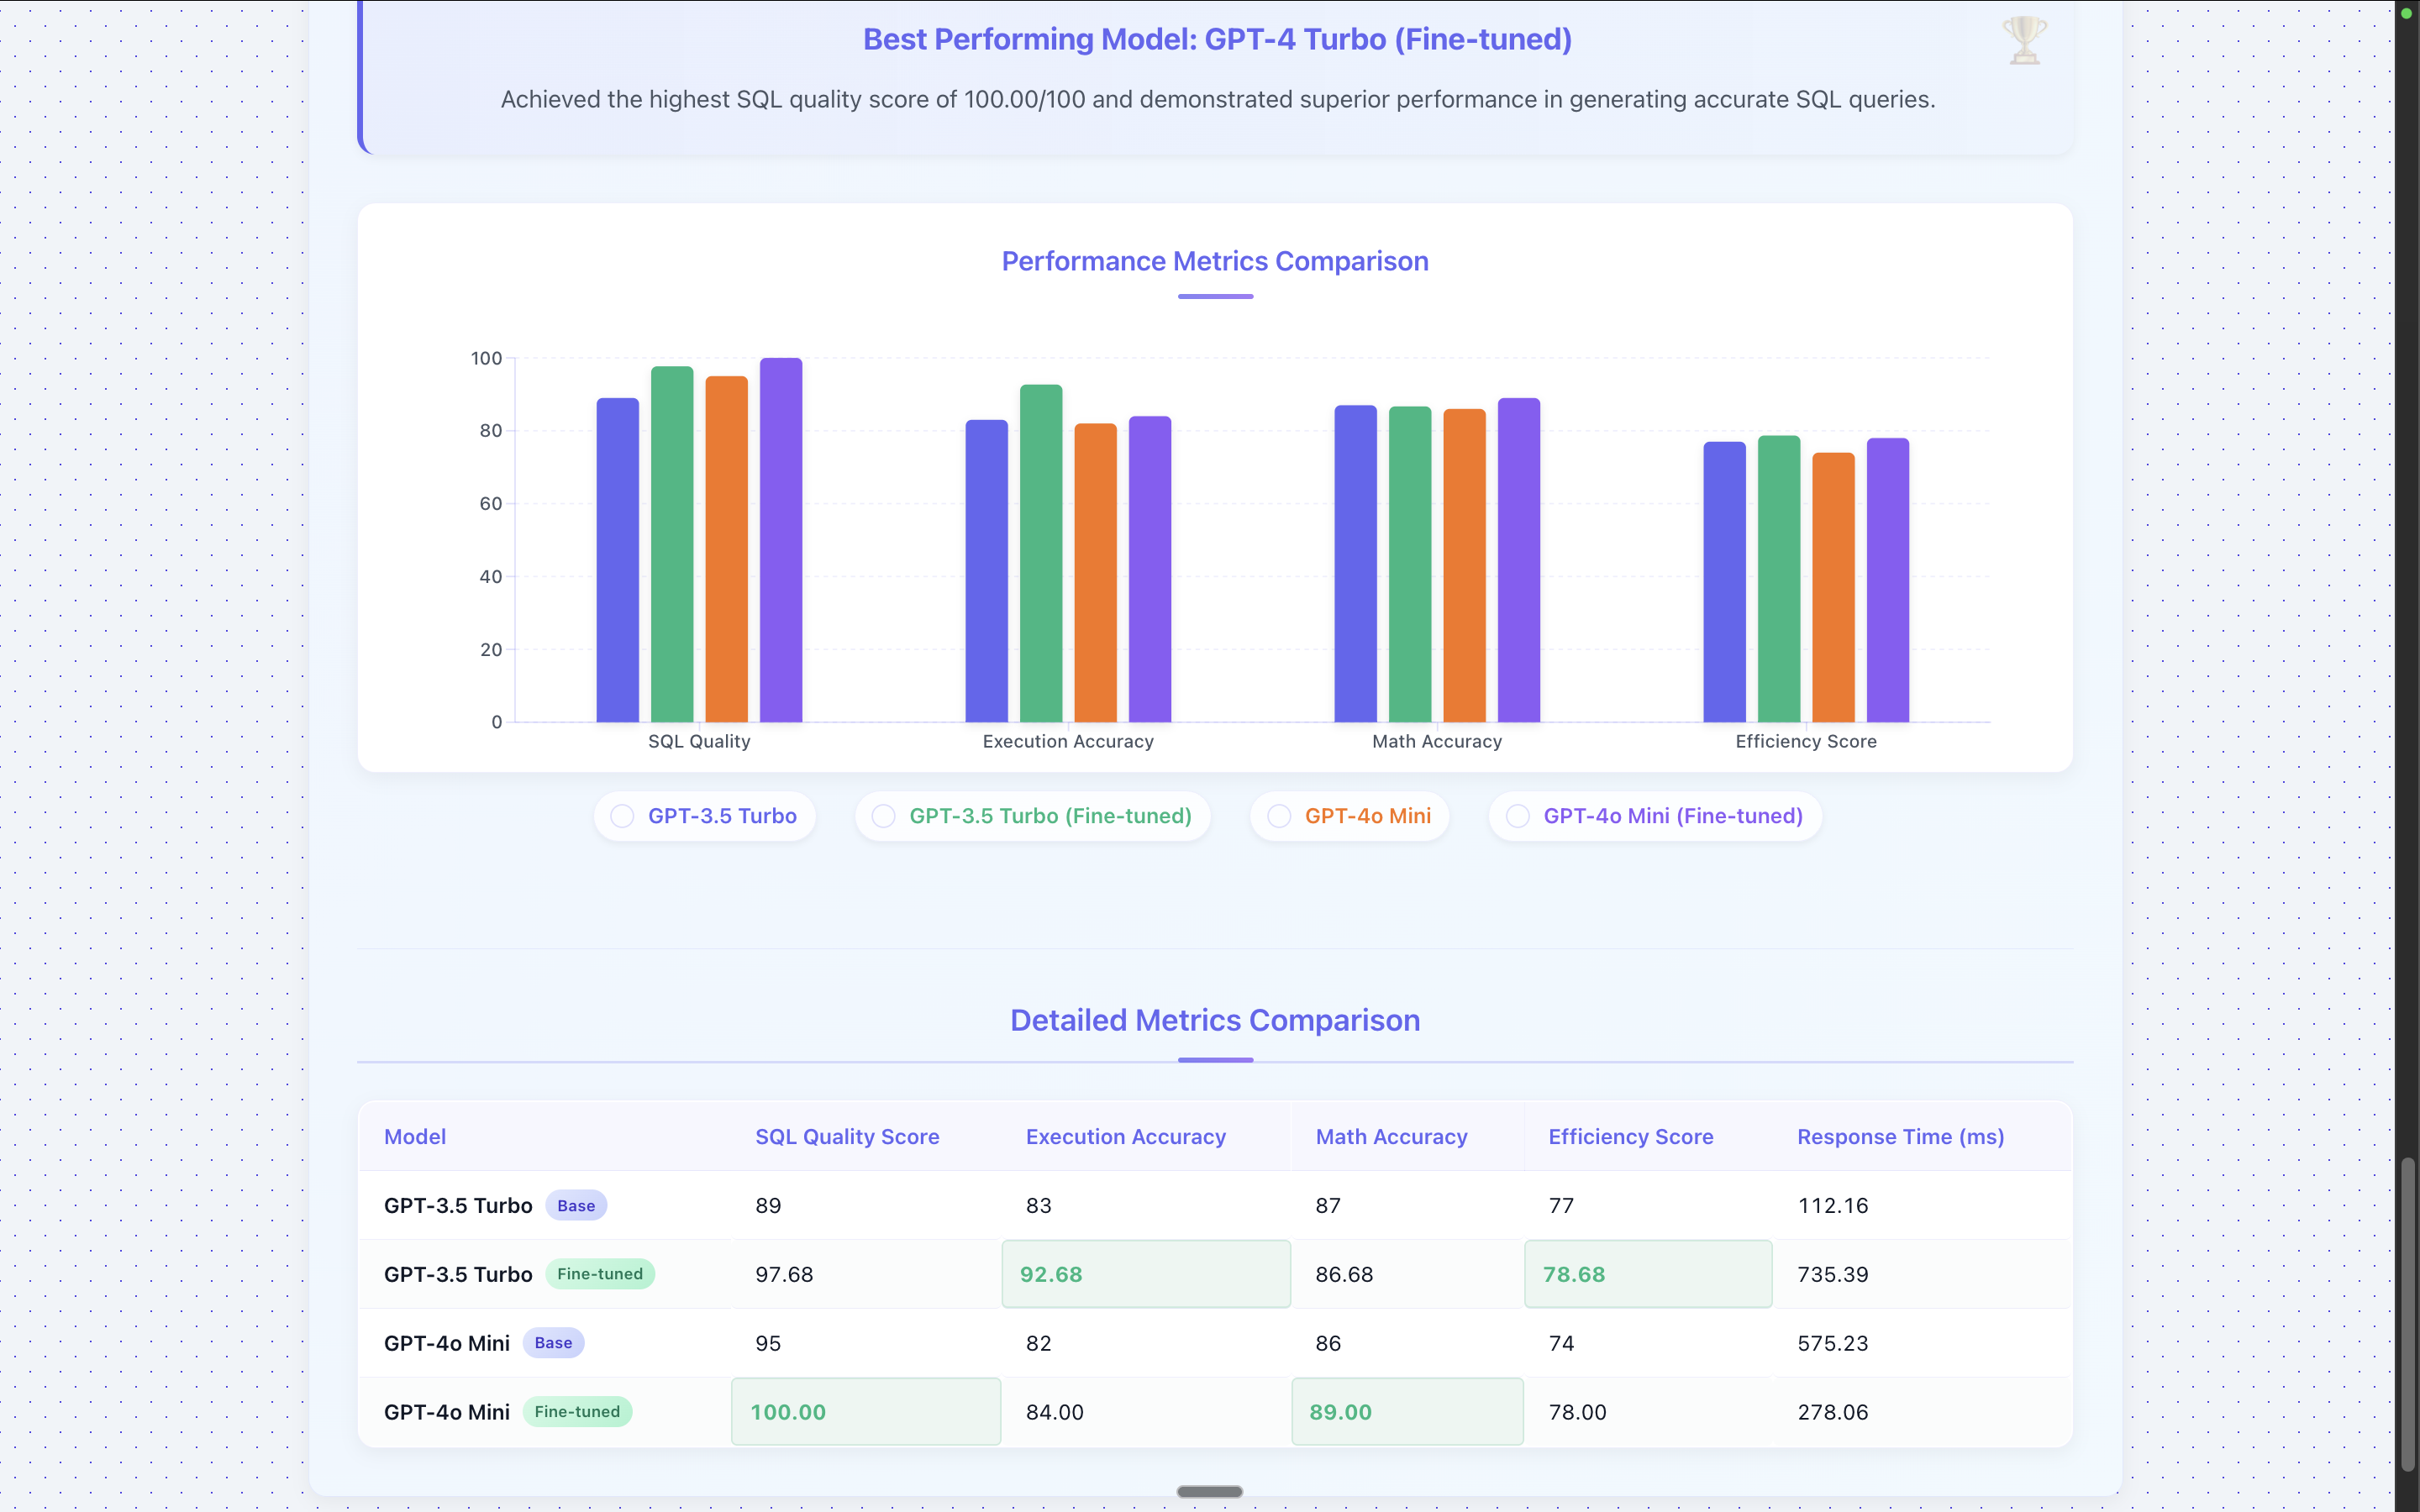 Best Performing Model: GPT-4 Turbo (Fine-tuned)
Achieved the highest SQL quality score of 100.00/100 and demonstrated superior performance in generating accurate SQL queries.
Performance Metrics Comparison
100
80
60
40
20
0
SQL Quality Execution Accuracy Math Accuracy Efficiency Score
GPT-3.5 Turbo GPT-3.5 Turbo (Fine-tuned) GPT-4o Mini GPT-4o Mini (Fine-tuned)
Detailed Metrics Comparison
Model SQL Quality Score Execution Accuracy Math Accuracy Efficiency Score Response Time (ms)
GPT-3.5 Turbo Base 89 83 87 77 112.16
GPT-3.5 Turbo Fine-tuned 97.68 92.68 86.68 78.68 735.39
GPT-4o Mini Base 95 82 86 74 575.23
GPT-4o Mini Fine-tuned 100.00 84.00 89.00 78.00 278.06